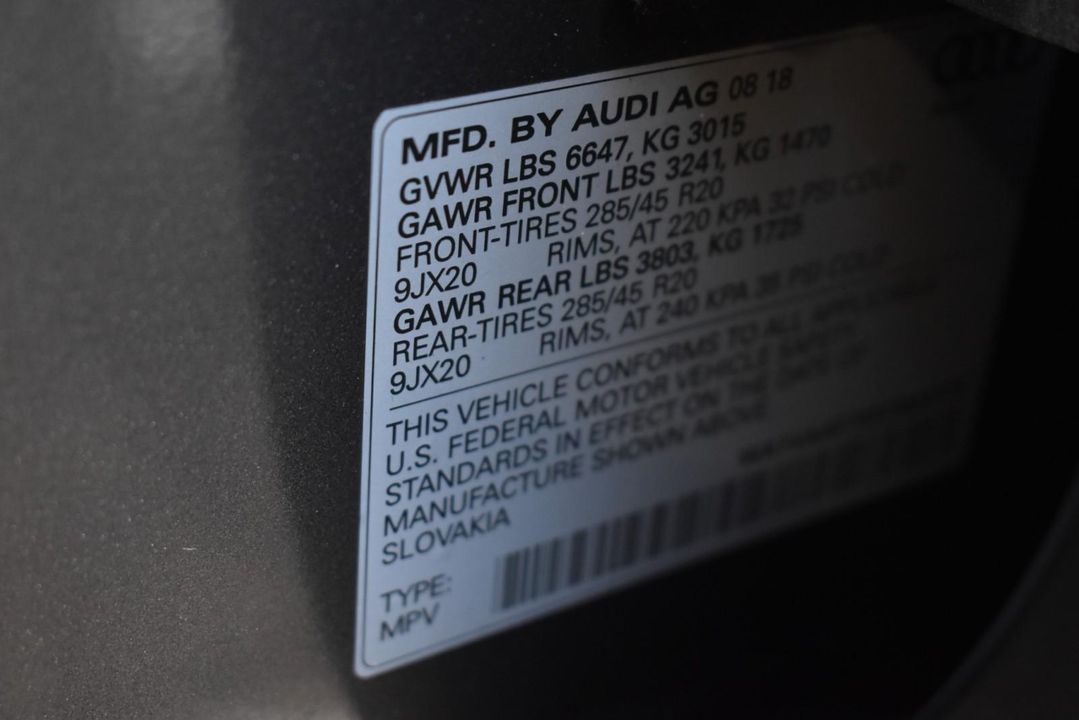 MFD. BY AUDI AG 08 18
GVWR LBS 6647, KG 3015
GAWR FRONT LBS 3241, KG 1470
FRONT-TIRES 285/45 R20
9JX20 RIMS, AT 220 KPA 32 PSI COLD
GAWR REAR LBS 3803, KG 1725
REAR-TIRES 285/45 R20
9JX20 RIMS, AT 240 KPA 35 PSI COLD
THIS VEHICLE CONFORMS TO ALL APPLICABLE
U.S. FEDERAL MOTOR VEHICLE SAFETY
STANDARDS IN EFFECT ON THE DATE OF
MANUFACTURE SHOWN ABOVE
SLOVAKIA
TYPE:
MPV